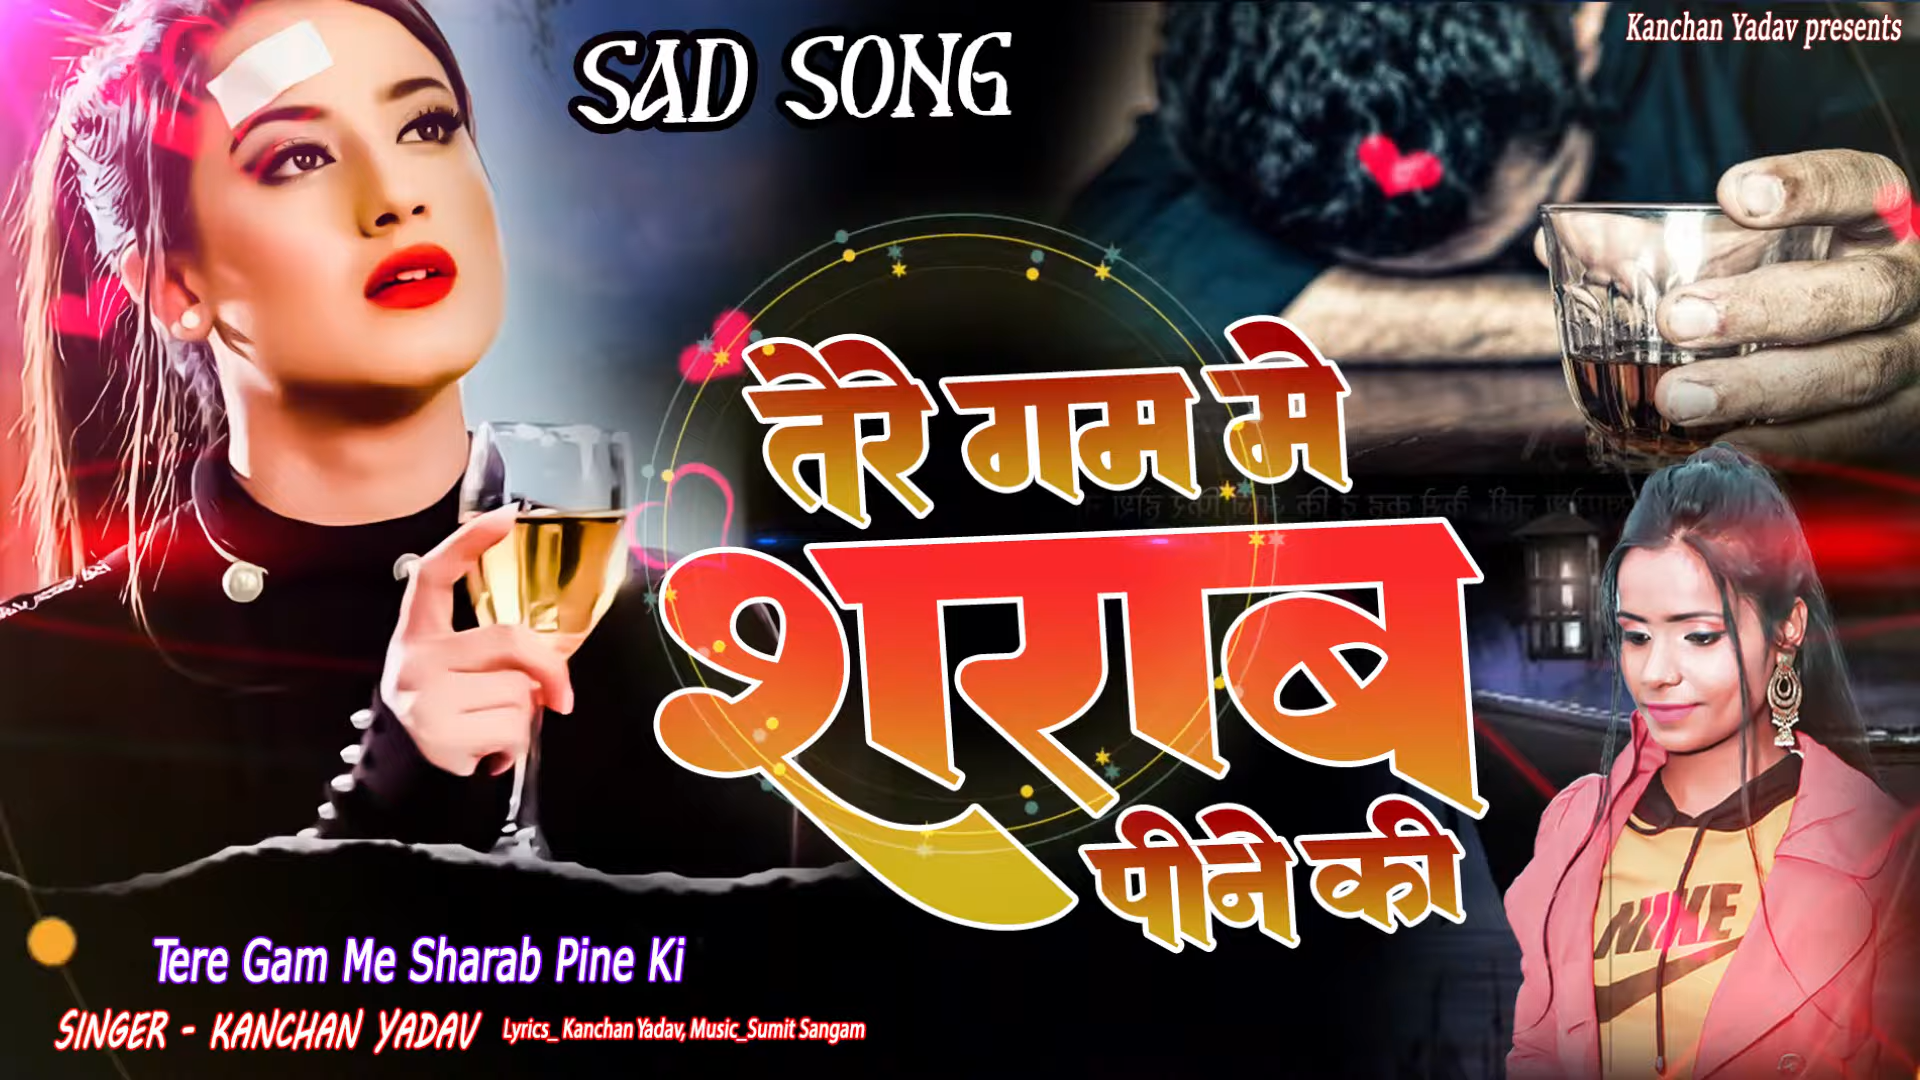 Kanchan Yadav presents
SAD SONG
तेरे गम मे
शराब
पीने की
NIKE
Tere Gam Me Sharab Pine Ki
SINGER - KANCHAN YADAV
Lyrics_ Kanchan Yadav, Music_Sumit Sangam